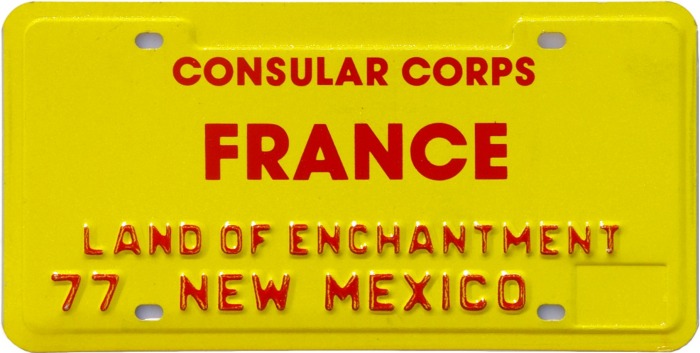 CONSULAR CORPS
FRANCE
LAND OF ENCHANTMENT
77 NEW MEXICO